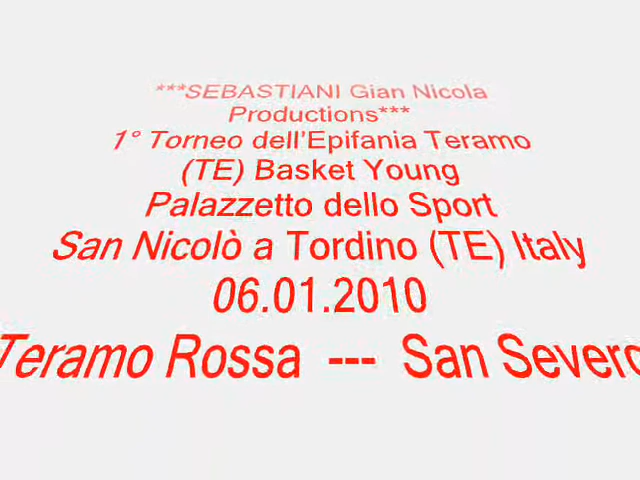 ***SEBASTIANI Gian Nicola
Productions***
1° Torneo dell'Epifania Teramo
(TE) Basket Young
Palazzetto dello Sport
San Nicolò a Tordino (TE) Italy
06.01.2010
Teramo Rossa --- San Severo